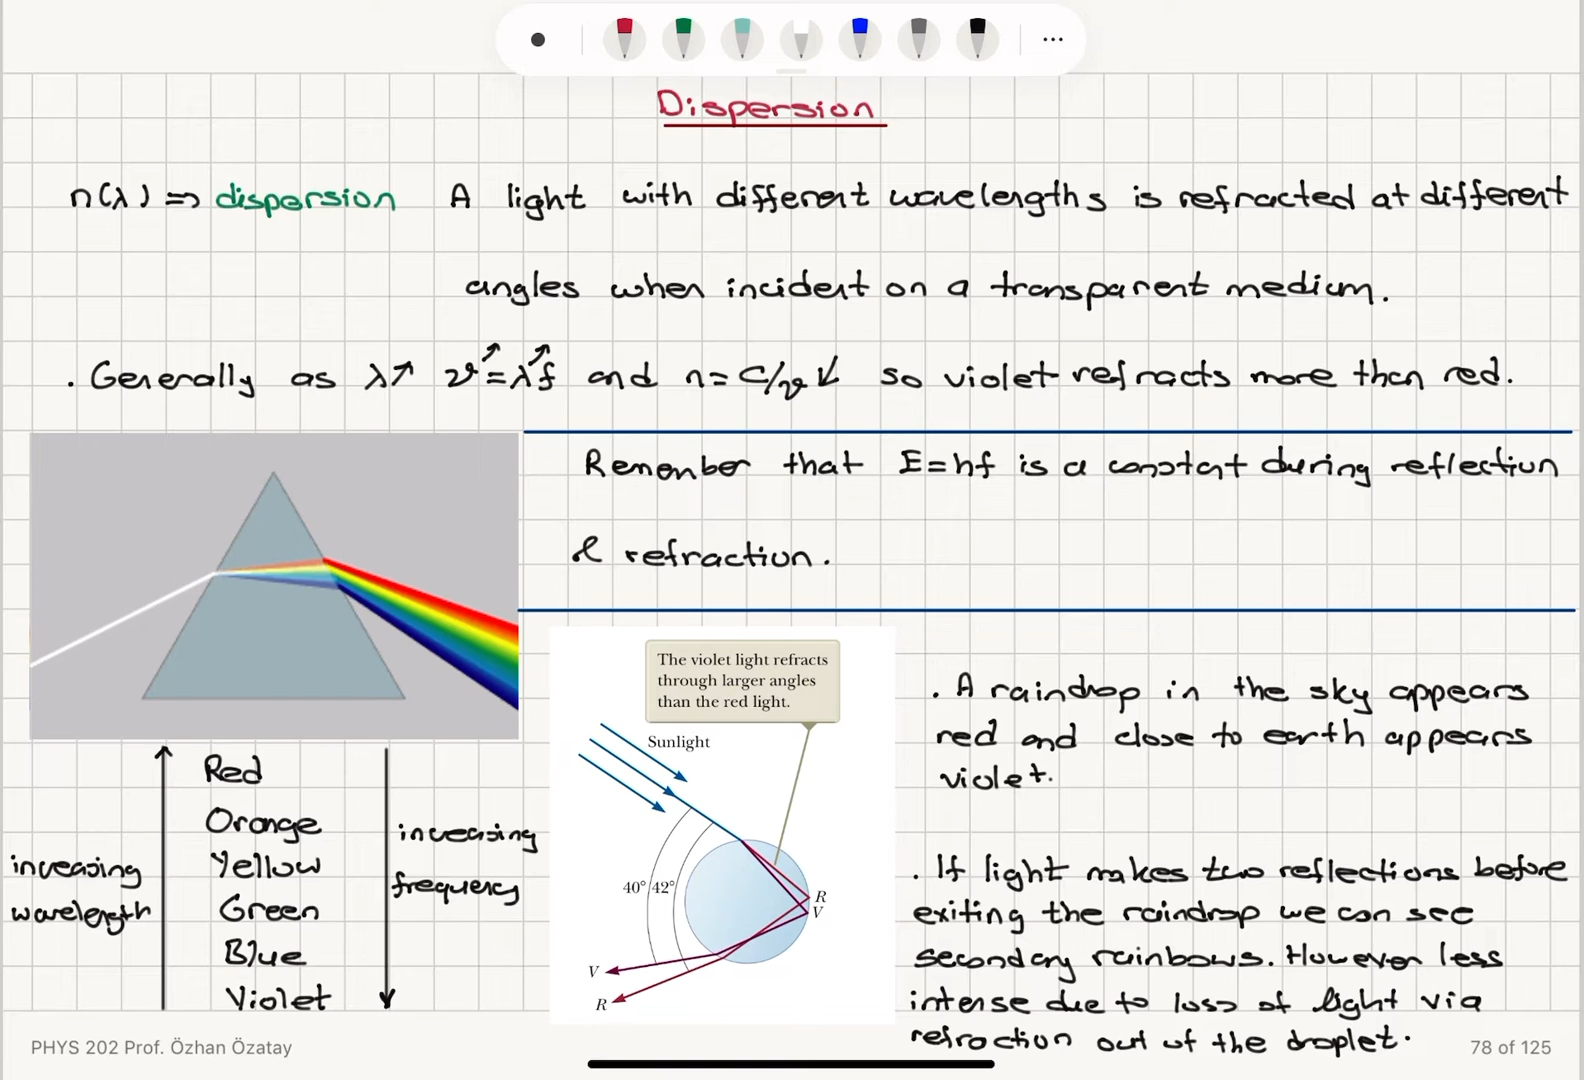 Dispersion
n(λ) => dispersion A light with different wavelengths is refracted at different
angles when incident on a transparent medium.
. Generally as λ↑ v↑=λ↑f and n= c/v↓ so violet refracts more than red.
Remember that E=hf is a constant during reflection
& refraction.
The violet light refracts
through larger angles
than the red light.
Sunlight
40° 42°
R
V
V
R
Red
Orange
Yellow
Green
Blue
Violet
increasing
wavelength
increasing
frequency
. A raindrop in the sky appears
red and close to earth appears
violet.
. If light makes two reflections before
exiting the raindrop we can see
secondary rainbows. However less
intense due to loss of light via
refraction out of the droplet.
PHYS 202 Prof. Özhan Özatay
78 of 125